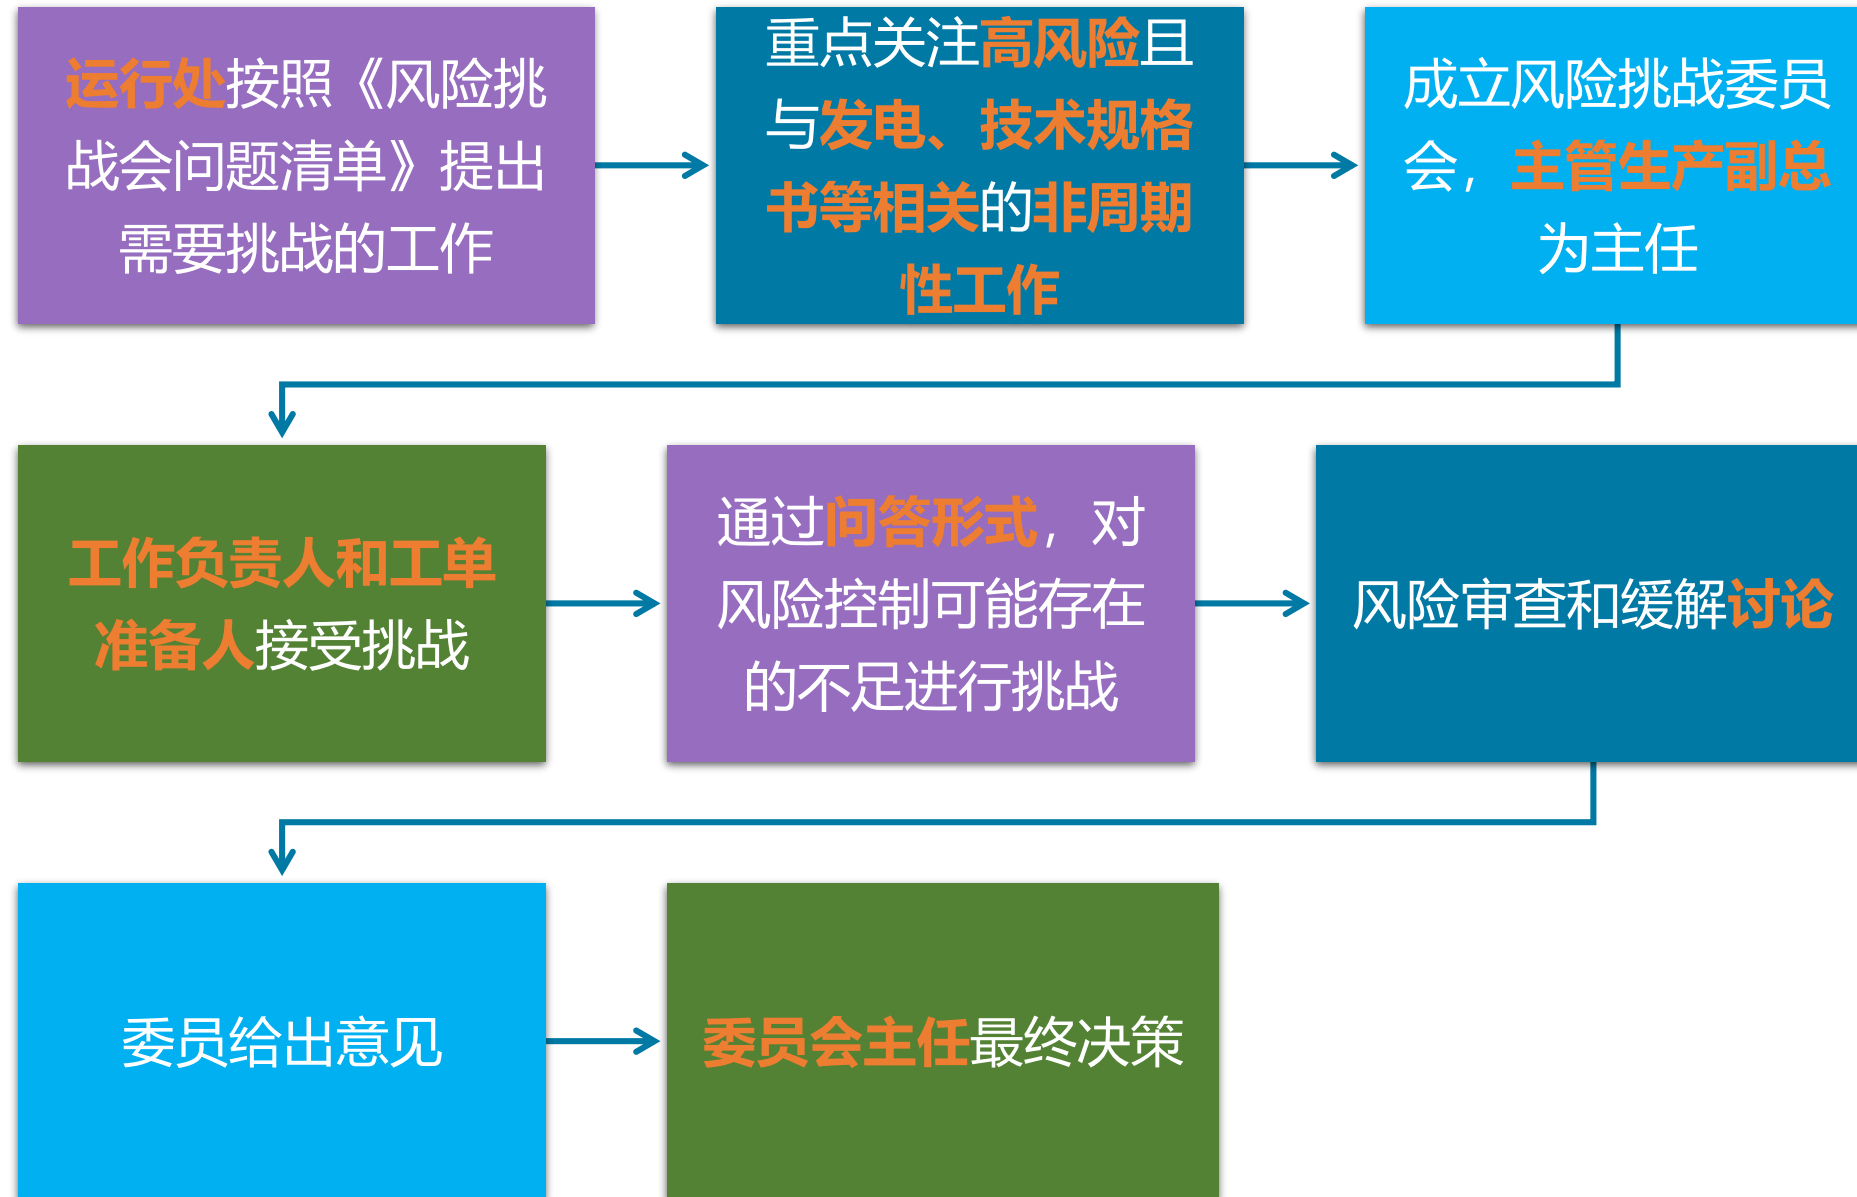 运行处按照《风险挑
战会问题清单》提出
需要挑战的工作
重点关注高风险且
与发电、技术规格
书等相关的非周期
性工作
成立风险挑战委员
会，主管生产副总
为主任
工作负责人和工单
准备人接受挑战
通过问答形式，对
风险控制可能存在
的不足进行挑战
风险审查和缓解讨论
委员给出意见
委员会主任最终决策